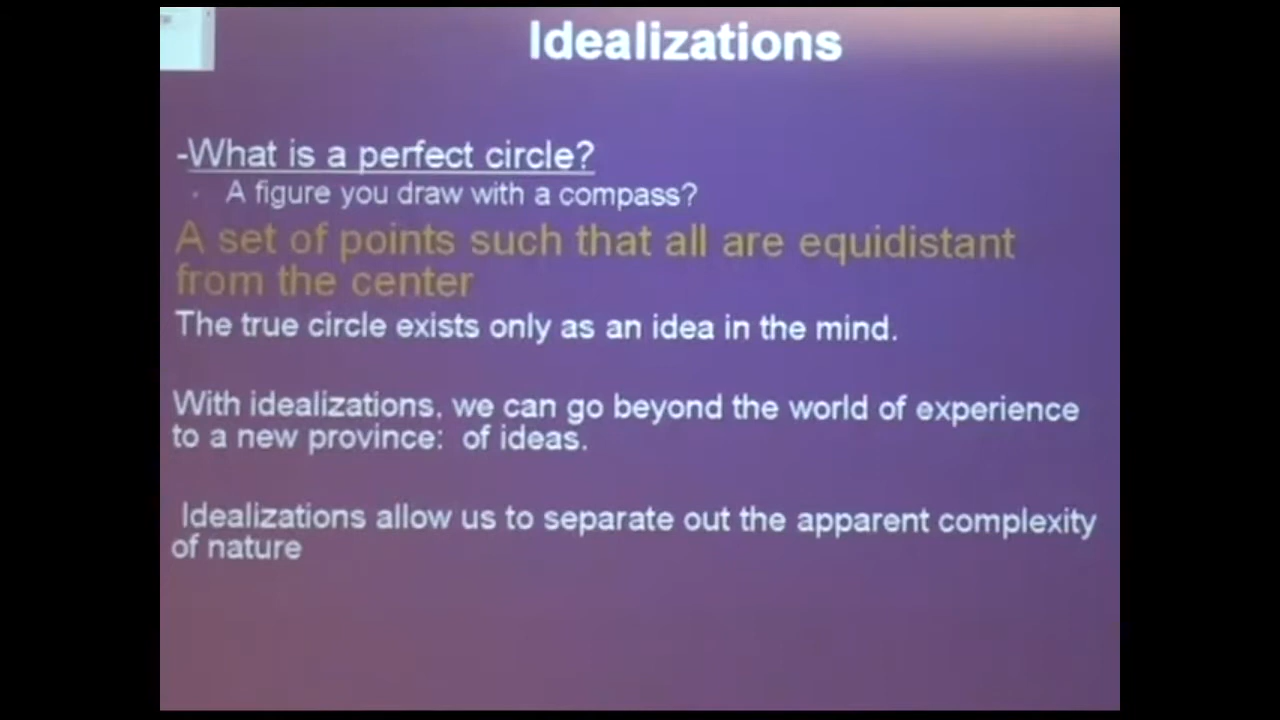 Idealizations
-What is a perfect circle?
· A figure you draw with a compass?
A set of points such that all are equidistant
from the center
The true circle exists only as an idea in the mind.
With idealizations, we can go beyond the world of experience
to a new province:  of ideas.
Idealizations allow us to separate out the apparent complexity
of nature